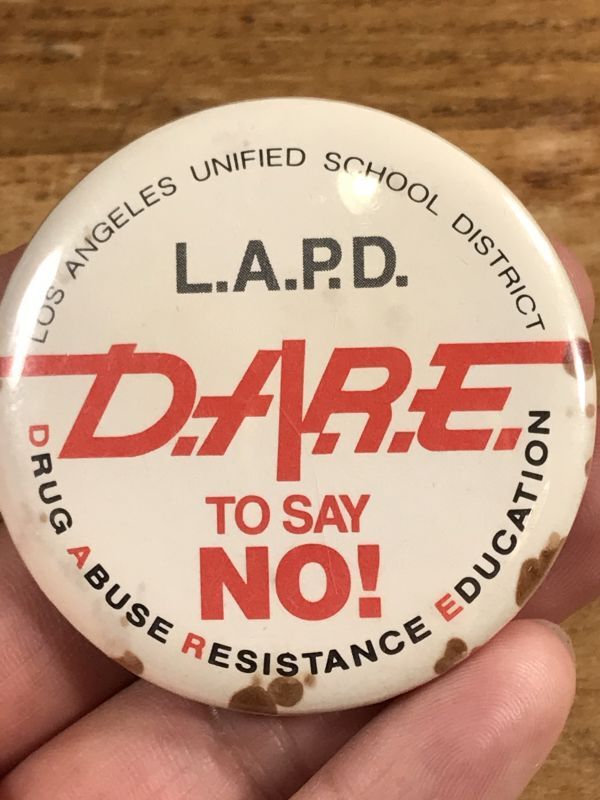 LOS ANGELES UNIFIED SCHOOL DISTRICT
L.A.P.D.
D.A.R.E.
TO SAY
NO!
DRUG ABUSE RESISTANCE EDUCATION